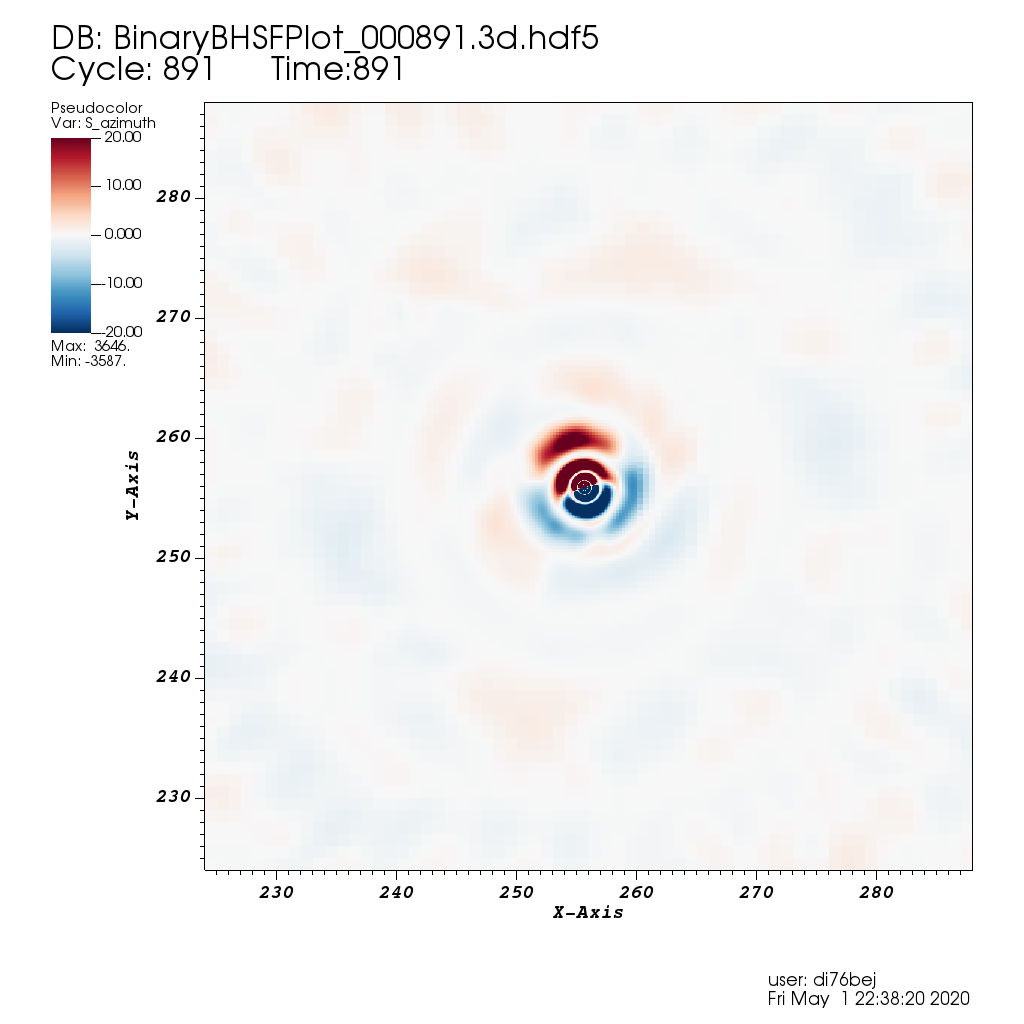 DB: BinaryBHSFPlot_000891.3d.hdf5
Cycle: 891 Time:891
Pseudocolor
Var: S_azimuth
20.00
10.00
0.000
-10.00
-20.00
Max: 3646.
Min: -3587.
280
270
260
250
240
230
Y-Axis
230 240 250 260 270 280
X-Axis
user: di76bej
Fri May 1 22:38:20 2020